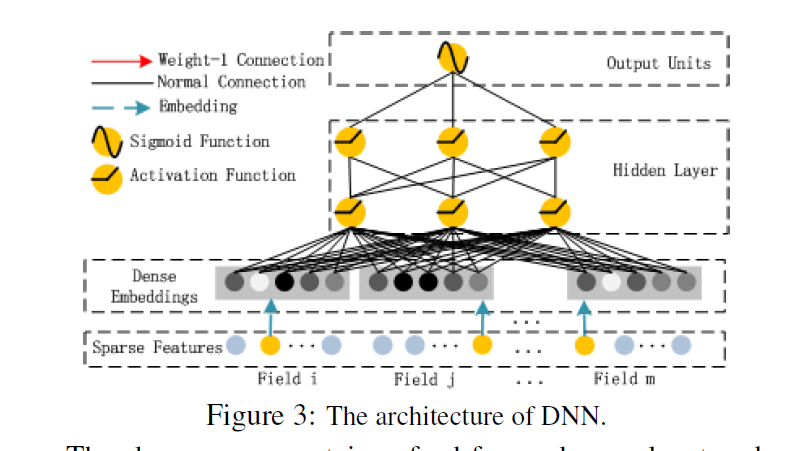 Weight-1 Connection
Normal Connection
Embedding
Sigmoid Function
Activation Function
Output Units
Hidden Layer
Dense
Embeddings
...
Sparse Features ... ... ... ...
Field i Field j ... Field m
Figure 3: The architecture of DNN.